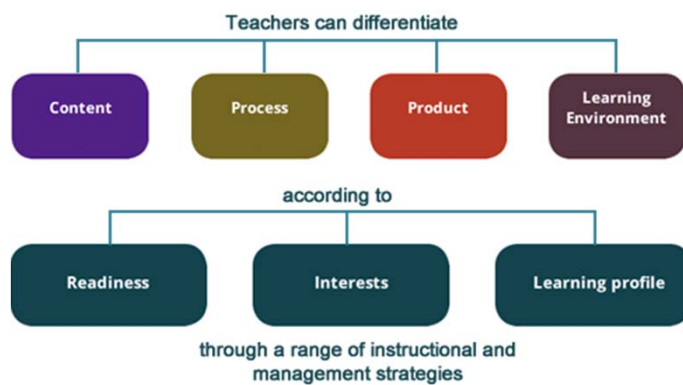 Teachers can differentiate
Content
Process
Product
Learning
Environment
according to
Readiness
Interests
Learning profile
through a range of instructional and
management strategies